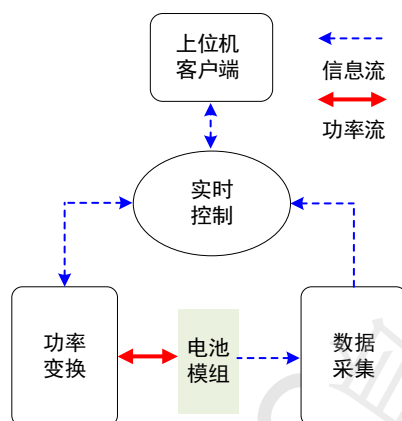 上位机
客户端
信息流
功率流
实时
控制
功率
变换
电池
模组
数据
采集